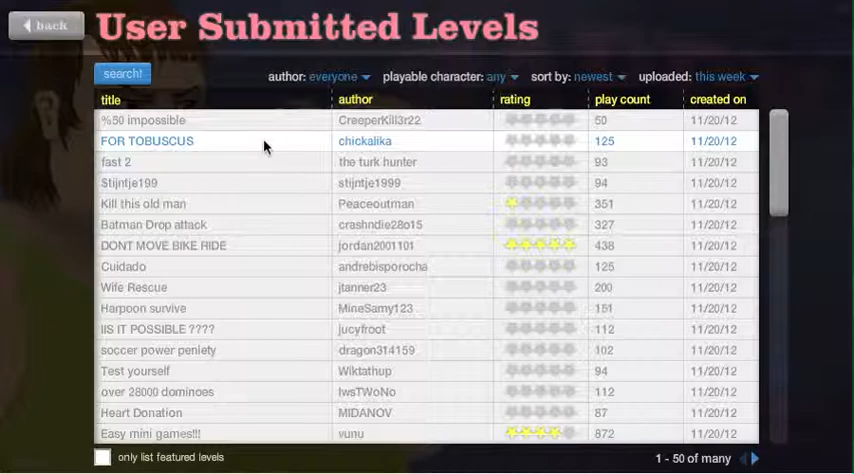 back User Submitted Levels
search! author: everyone playable character: any sort by: newest uploaded: this week
title author rating play count created on
%50 impossible CreeperKill3r22 50 11/20/12
FOR TOBUSCUS chickalika 125 11/20/12
fast 2 the turk hunter 93 11/20/12
Stijntje199 stijntje1999 94 11/20/12
Kill this old man Peaceoutman 351 11/20/12
Batman Drop attack crashndie28o15 327 11/20/12
DONT MOVE BIKE RIDE jordan2001101 438 11/20/12
Cuidado andrebisporocha 125 11/20/12
Wife Rescue jtanner23 200 11/20/12
Harpoon survive MineSamy123 151 11/20/12
IIS IT POSSIBLE ???? jucyfroot 112 11/20/12
soccer power penlety dragon314159 102 11/20/12
Test yourself Wiktathup 94 11/20/12
over 28000 dominoes IwsTWoNo 112 11/20/12
Heart Donation MIDANOV 87 11/20/12
Easy mini games!!! vunu 872 11/20/12
only list featured levels 1 - 50 of many